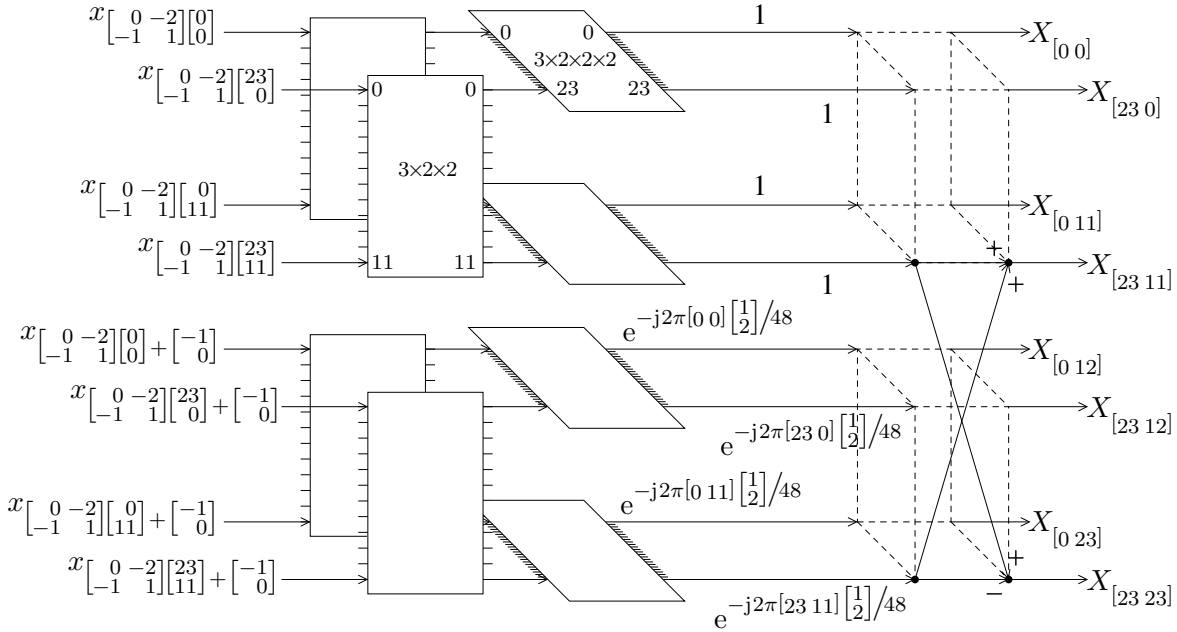 x[0 −2 −1 1][0 0] 0 0 1 X[0 0]
3×2×2×2
x[0 −2 −1 1][23 0] 0 0 23 23 X[23 0]
1
3×2×2
x[0 −2 −1 1][0 11] 1 X[0 11]
+
x[0 −2 −1 1][23 11] 11 11 X[23 11]
1 +
e−j2π[0 0][1 2]/48
x[0 −2 −1 1][0 0]+[−1 0] X[0 12]
x[0 −2 −1 1][23 0]+[−1 0] X[23 12]
e−j2π[23 0][1 2]/48
e−j2π[0 11][1 2]/48
x[0 −2 −1 1][0 11]+[−1 0] X[0 23]
+
x[0 −2 −1 1][23 11]+[−1 0] X[23 23]
e−j2π[23 11][1 2]/48 −